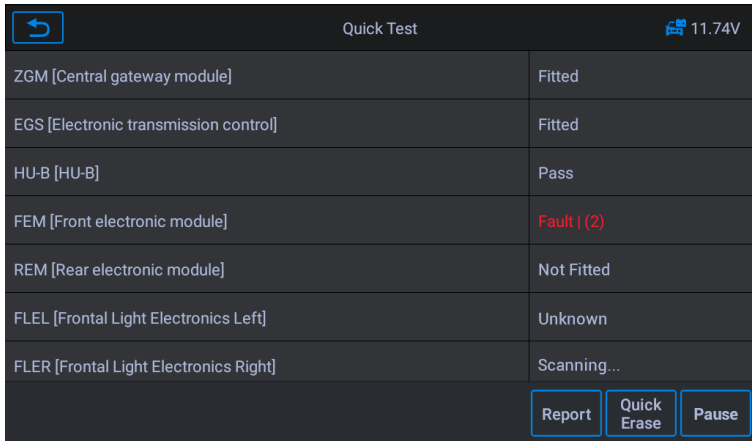 Quick Test
11.74V
ZGM [Central gateway module] Fitted
EGS [Electronic transmission control] Fitted
HU-B [HU-B] Pass
FEM [Front electronic module] Fault | (2)
REM [Rear electronic module] Not Fitted
FLEL [Frontal Light Electronics Left] Unknown
FLER [Frontal Light Electronics Right] Scanning...
Report
Quick
Erase
Pause